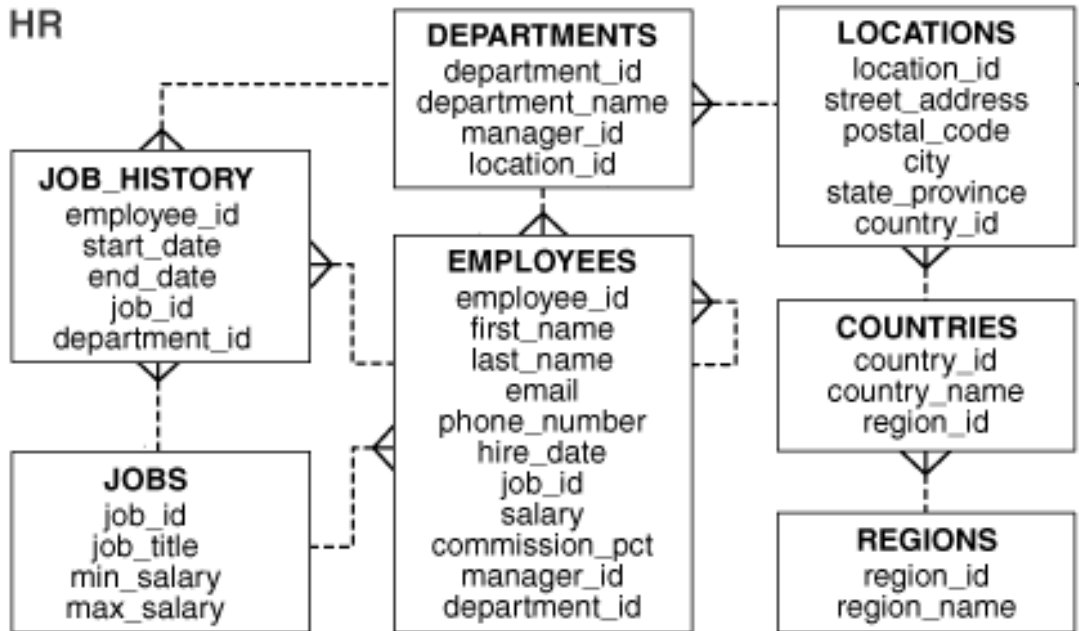 HR
DEPARTMENTS
department_id
department_name
manager_id
location_id
LOCATIONS
location_id
street_address
postal_code
city
state_province
country_id
JOB_HISTORY
employee_id
start_date
end_date
job_id
department_id
EMPLOYEES
employee_id
first_name
last_name
email
phone_number
hire_date
job_id
salary
commission_pct
manager_id
department_id
COUNTRIES
country_id
country_name
region_id
JOBS
job_id
job_title
min_salary
max_salary
REGIONS
region_id
region_name